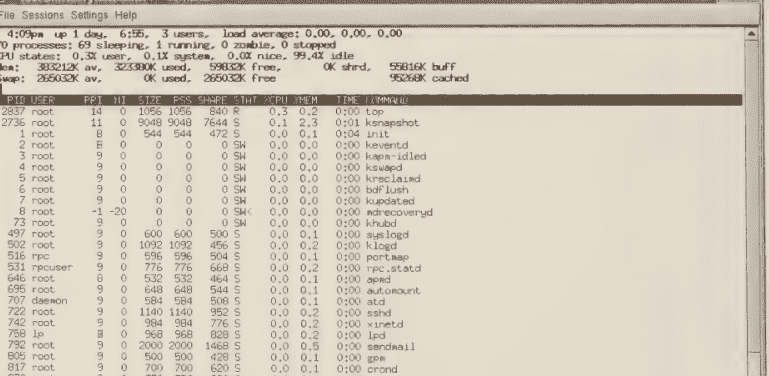 File Sessions Settings Help
4:09pm up 1 day, 6:55, 3 users, load average: 0.00, 0.00, 0.00
70 processes: 69 sleeping, 1 running, 0 zombie, 0 stopped
CPU states: 0.3% user, 0.1% system, 0.0% nice, 99.4% idle
Mem: 383212K av, 323380K used, 59832K free, 0K shrd, 55816K buff
Swap: 265032K av, 0K used, 265032K free 95268K cached
PID USER PRI NI SIZE RSS SHARE STAT %CPU %MEM TIME COMMAND
2837 root 14 0 1056 1056 840 R 0.3 0.2 0:00 top
2736 root 11 0 9048 9048 7644 S 0.1 2.3 0:01 ksnapshot
1 root 8 0 544 544 472 S 0.0 0.1 0:04 init
2 root 8 0 0 0 0 SW 0.0 0.0 0:00 keventd
3 root 9 0 0 0 0 SW 0.0 0.0 0:00 kapm-idled
4 root 9 0 0 0 0 SW 0.0 0.0 0:00 kswapd
5 root 9 0 0 0 0 SW 0.0 0.0 0:00 kreclaimd
6 root 9 0 0 0 0 SW 0.0 0.0 0:00 bdflush
7 root 9 0 0 0 0 SW 0.0 0.0 0:00 kupdated
8 root -1 -20 0 0 0 SW< 0.0 0.0 0:00 mdrecoveryd
73 root 9 0 0 0 0 SW 0.0 0.0 0:00 khubd
497 root 9 0 600 600 500 S 0.0 0.1 0:00 syslogd
502 root 9 0 1092 1092 456 S 0.0 0.2 0:00 klogd
516 rpc 9 0 596 596 504 S 0.0 0.1 0:00 portmap
531 rpcuser 9 0 776 776 668 S 0.0 0.2 0:00 rpc.statd
646 root 8 0 532 532 464 S 0.0 0.1 0:00 apmd
695 root 9 0 648 648 544 S 0.0 0.1 0:00 automount
707 daemon 9 0 584 584 508 S 0.0 0.1 0:00 atd
722 root 9 0 1140 1140 952 S 0.0 0.2 0:00 sshd
742 root 9 0 984 984 776 S 0.0 0.2 0:00 xinetd
758 lp 8 0 968 968 828 S 0.0 0.2 0:00 lpd
792 root 9 0 2000 2000 1468 S 0.0 0.5 0:00 sendmail
805 root 9 0 500 500 428 S 0.0 0.1 0:00 gpm
817 root 9 0 700 700 620 S 0.0 0.1 0:00 crond